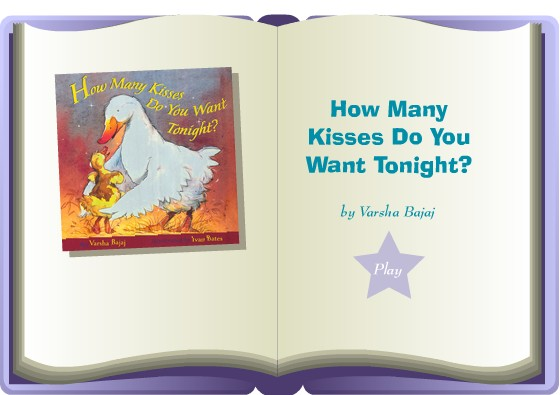 How Many Kisses
Do You Want
Tonight?
Varsha Bajaj
Ivan Bates
How Many
Kisses Do You
Want Tonight?
by Varsha Bajaj
Play